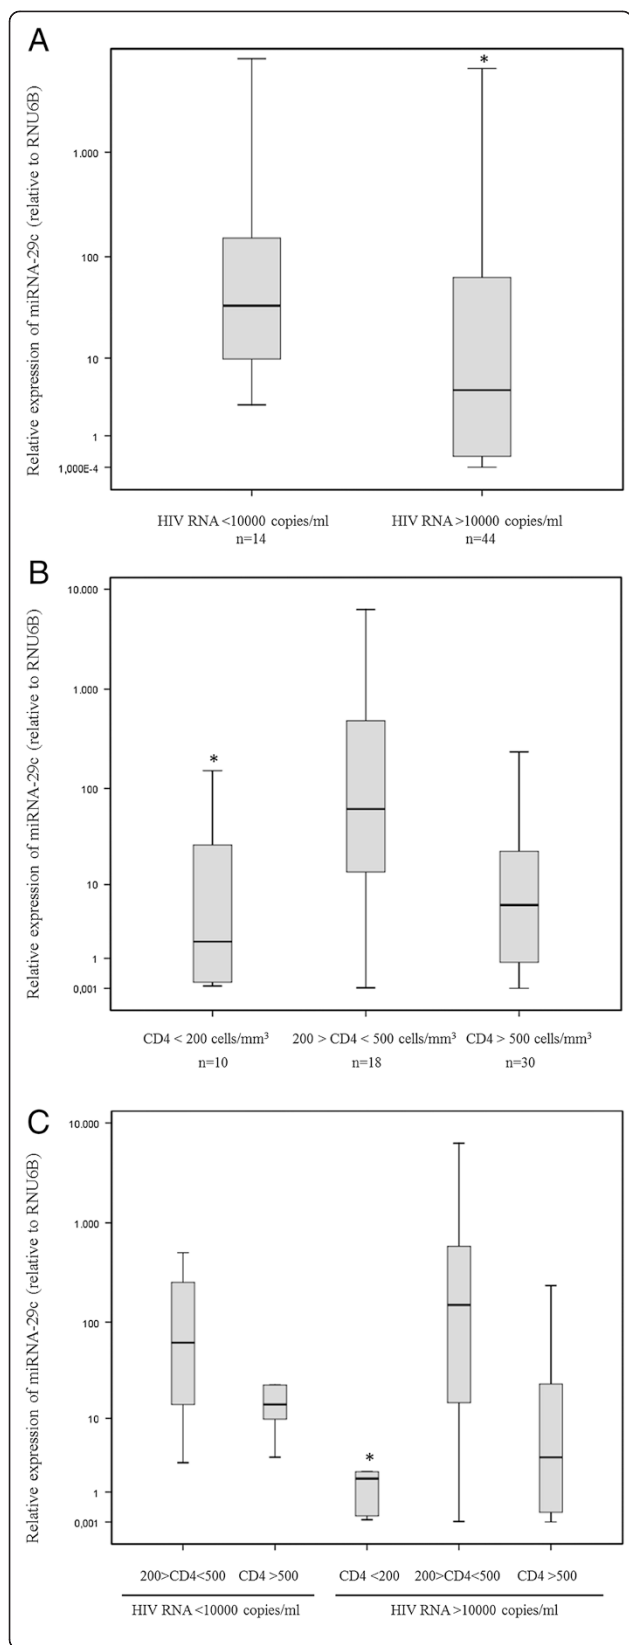 A
Relative expression of miRNA-29c (relative to RNU6B)
1.000
100
10
1
1,000E-4
*
HIV RNA <10000 copies/ml HIV RNA >10000 copies/ml
n=14 n=44
B
Relative expression of miRNA-29c (relative to RNU6B)
10.000
1.000
100
10
1
0,001
*
CD4 < 200 cells/mm³ 200 > CD4 < 500 cells/mm³ CD4 > 500 cells/mm³
n=10 n=18 n=30
C
Relative expression of miRNA-29c (relative to RNU6B)
10.000
1.000
100
10
1
0,001
*
200>CD4<500 CD4 >500 CD4 <200 200>CD4<500 CD4 >500
HIV RNA <10000 copies/ml HIV RNA >10000 copies/ml